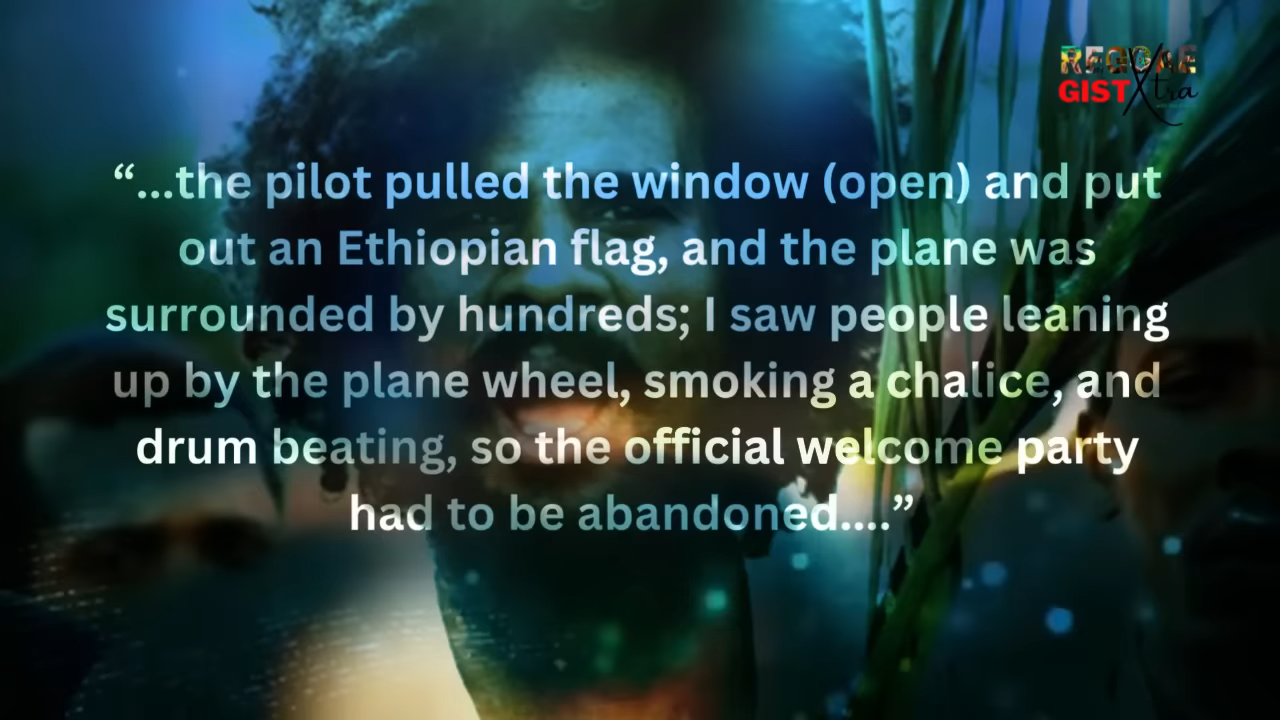 REGGAE
GIST Xtra
“...the pilot pulled the window (open) and put
out an Ethiopian flag, and the plane was
surrounded by hundreds; I saw people leaning
up by the plane wheel, smoking a chalice, and
drum beating, so the official welcome party
had to be abandoned....”